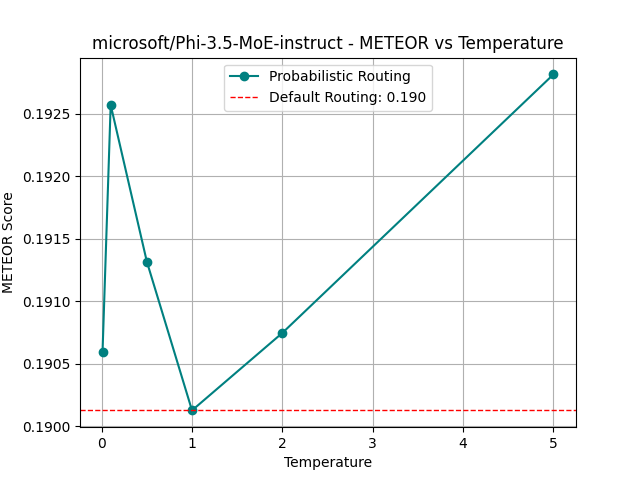 microsoft/Phi-3.5-MoE-instruct - METEOR vs Temperature
Probabilistic Routing
Default Routing: 0.190
METEOR Score
0.1925
0.1920
0.1915
0.1910
0.1905
0.1900
0 1 2 3 4 5
Temperature